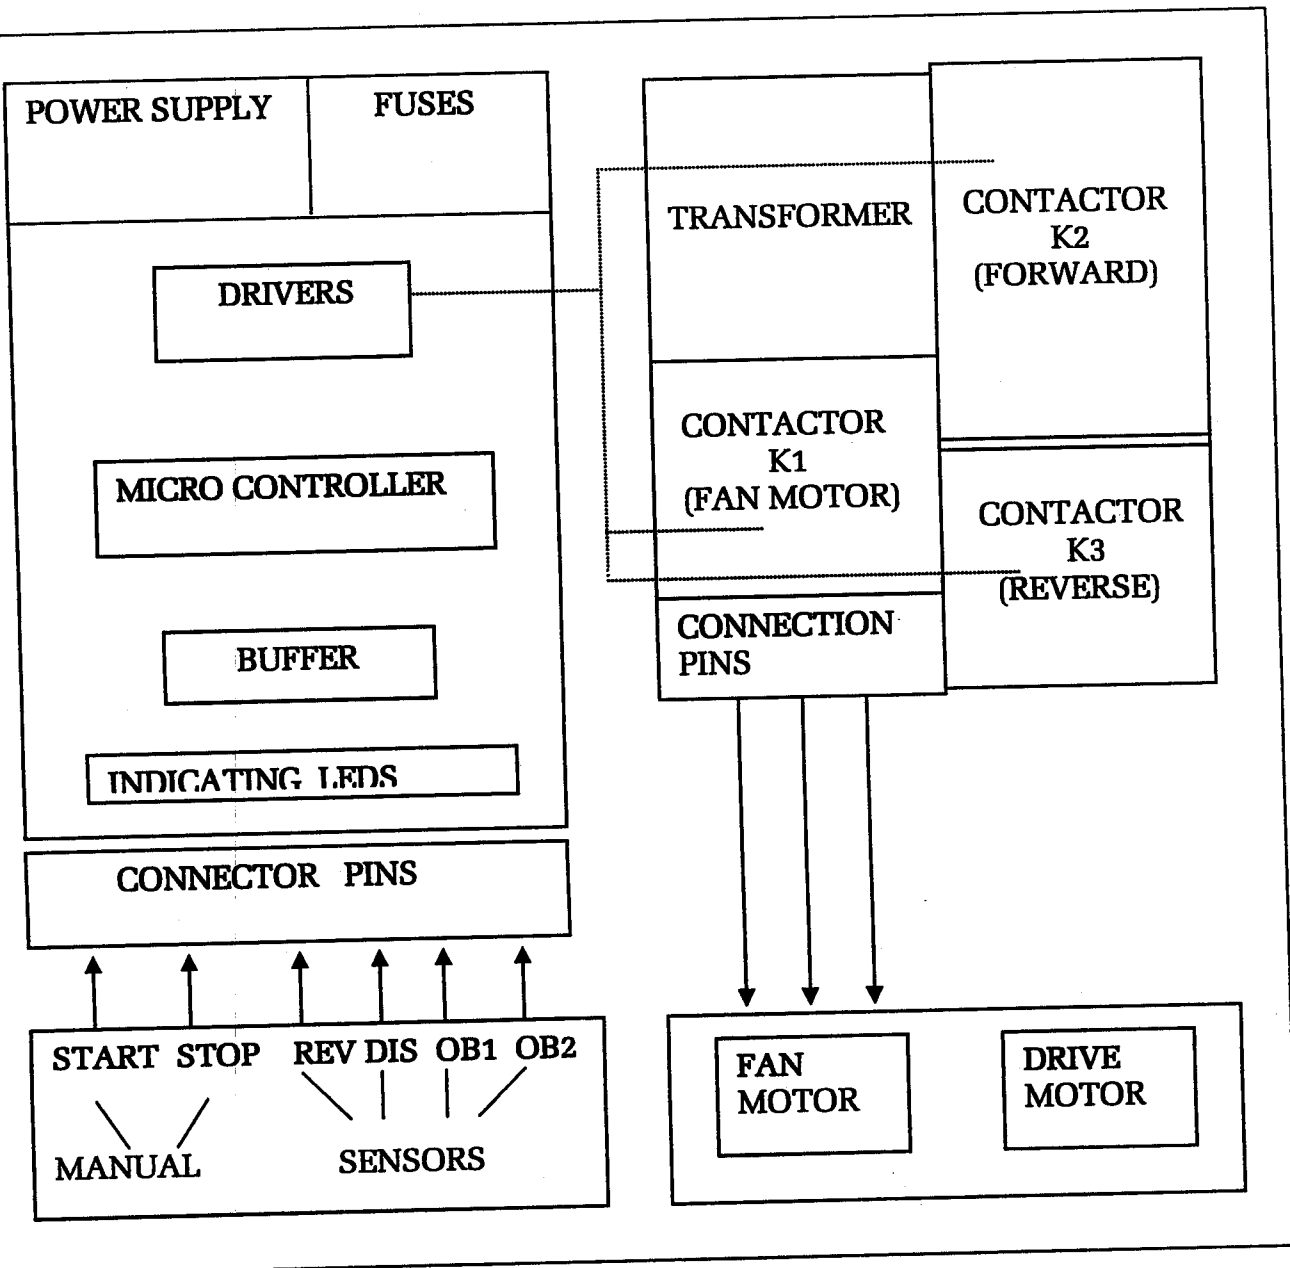 POWER SUPPLY
FUSES
DRIVERS
MICRO CONTROLLER
BUFFER
INDICATING LEDS
CONNECTOR PINS
START STOP REV DIS OB1 OB2
MANUAL
SENSORS
TRANSFORMER
CONTACTOR
K2
(FORWARD)
CONTACTOR
K1
(FAN MOTOR)
CONTACTOR
K3
(REVERSE)
CONNECTION
PINS
FAN
MOTOR
DRIVE
MOTOR